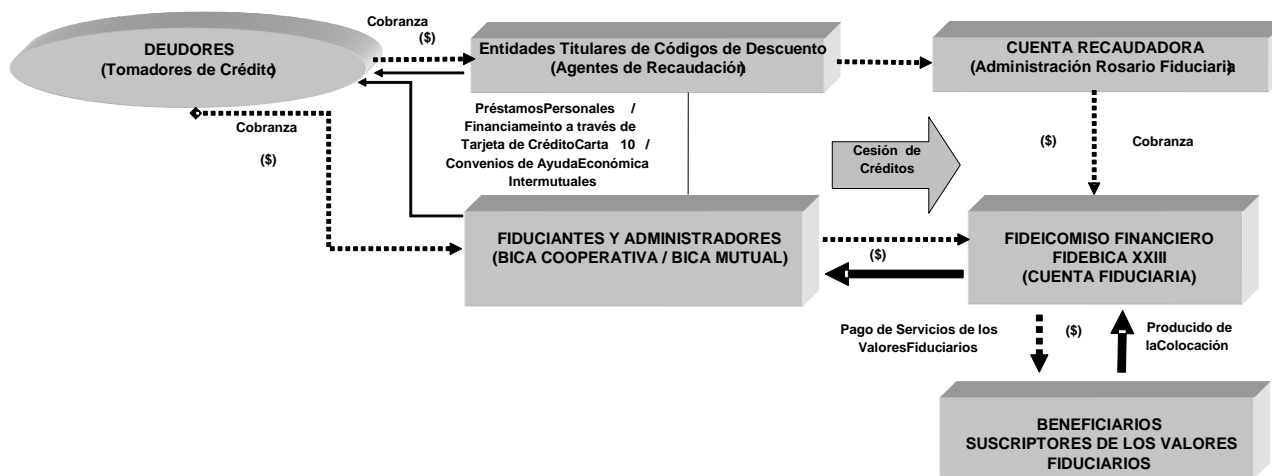 Cobranza
($)
DEUDORES
(Tomadores de Crédito)
Entidades Titulares de Códigos de Descuento
(Agentes de Recaudación)
CUENTA RECAUDADORA
(Administración Rosario Fiduciaria)
Cobranza
($)
PréstamosPersonales /
Financiameinto a través de
Tarjeta de CréditoCarta 10 /
Convenios de AyudaEconómica
Intermutuales
Cesión de
Créditos
($)
Cobranza
FIDUCIANTES Y ADMINISTRADORES
(BICA COOPERATIVA / BICA MUTUAL)
($)
FIDEICOMISO FINANCIERO
FIDEBICA XXIII
(CUENTA FIDUCIARIA)
Pago de Servicios de los
ValoresFiduciarios
($)
Producido de
laColocación
BENEFICIARIOS
SUSCRIPTORES DE LOS VALORES
FIDUCIARIOS